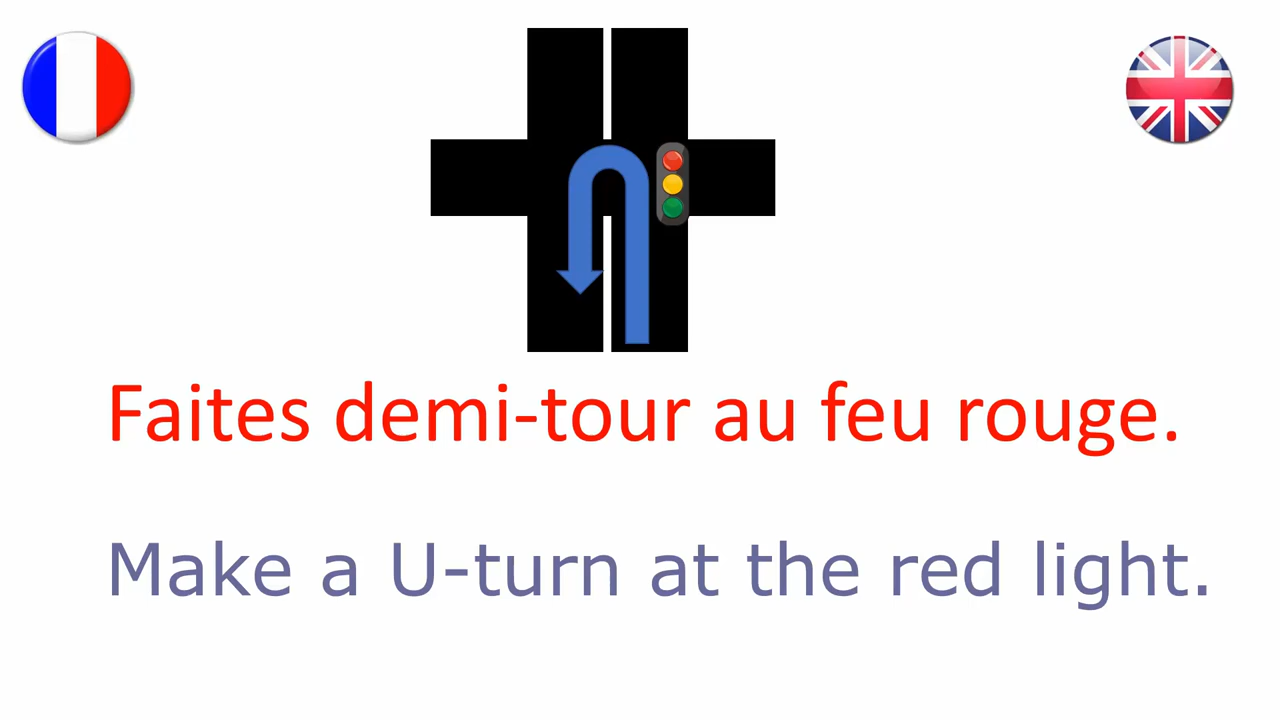 Faites demi-tour au feu rouge.
Make a U-turn at the red light.